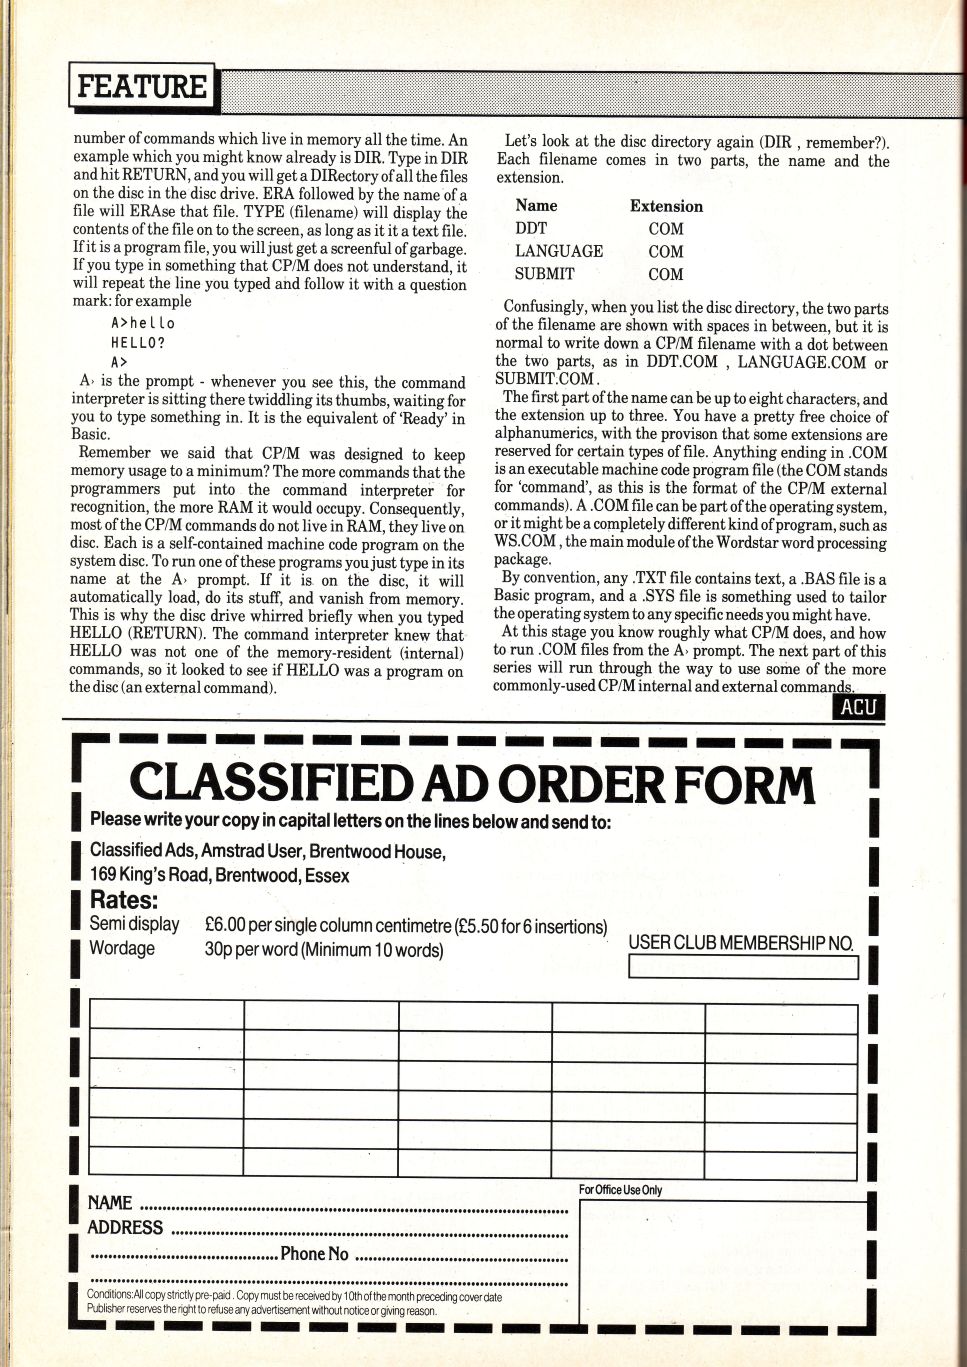 FEATURE
number of commands which live in memory all the time. An
example which you might know already is DIR. Type in DIR
and hit RETURN, and you will get a DIRectory of all the files
on the disc in the disc drive. ERA followed by the name of a
file will ERAse that file. TYPE (filename) will display the
contents of the file on to the screen, as long as it it a text file.
If it is a program file, you will just get a screenful of garbage.
If you type in something that CP/M does not understand, it
will repeat the line you typed and follow it with a question
mark: for example
A>hello
HELLO?
A>
A> is the prompt - whenever you see this, the command
interpreter is sitting there twiddling its thumbs, waiting for
you to type something in. It is the equivalent of 'Ready' in
Basic.
Remember we said that CP/M was designed to keep
memory usage to a minimum? The more commands that the
programmers put into the command interpreter for
recognition, the more RAM it would occupy. Consequently,
most of the CP/M commands do not live in RAM, they live on
disc. Each is a self-contained machine code program on the
system disc. To run one of these programs you just type in its
name at the A> prompt. If it is on the disc, it will
automatically load, do its stuff, and vanish from memory.
This is why the disc drive whirred briefly when you typed
HELLO (RETURN). The command interpreter knew that
HELLO was not one of the memory-resident (internal)
commands, so it looked to see if HELLO was a program on
the disc (an external command).
Let's look at the disc directory again (DIR , remember?).
Each filename comes in two parts, the name and the
extension.
Name Extension
DDT COM
LANGUAGE COM
SUBMIT COM
Confusingly, when you list the disc directory, the two parts
of the filename are shown with spaces in between, but it is
normal to write down a CP/M filename with a dot between
the two parts, as in DDT.COM , LANGUAGE.COM or
SUBMIT.COM .
The first part of the name can be up to eight characters, and
the extension up to three. You have a pretty free choice of
alphanumerics, with the provison that some extensions are
reserved for certain types of file. Anything ending in .COM
is an executable machine code program file (the COM stands
for 'command', as this is the format of the CP/M external
commands). A .COM file can be part of the operating system,
or it might be a completely different kind of program, such as
WS.COM , the main module of the Wordstar word processing
package.
By convention, any .TXT file contains text, a .BAS file is a
Basic program, and a .SYS file is something used to tailor
the operating system to any specific needs you might have.
At this stage you know roughly what CP/M does, and how
to run .COM files from the A> prompt. The next part of this
series will run through the way to use some of the more
commonly-used CP/M internal and external commands.
ACU
CLASSIFIED AD ORDER FORM
Please write your copy in capital letters on the lines below and send to:
Classified Ads, Amstrad User, Brentwood House,
169 King's Road, Brentwood, Essex
Rates:
Semi display £6.00 per single column centimetre (£5.50 for 6 insertions)
Wordage 30p per word (Minimum 10 words)
USER CLUB MEMBERSHIP NO.
For Office Use Only
NAME
ADDRESS
Phone No
Conditions: All copy strictly pre-paid . Copy must be received by 10th of the month preceding cover date
Publisher reserves the right to refuse any advertisement without notice or giving reason.